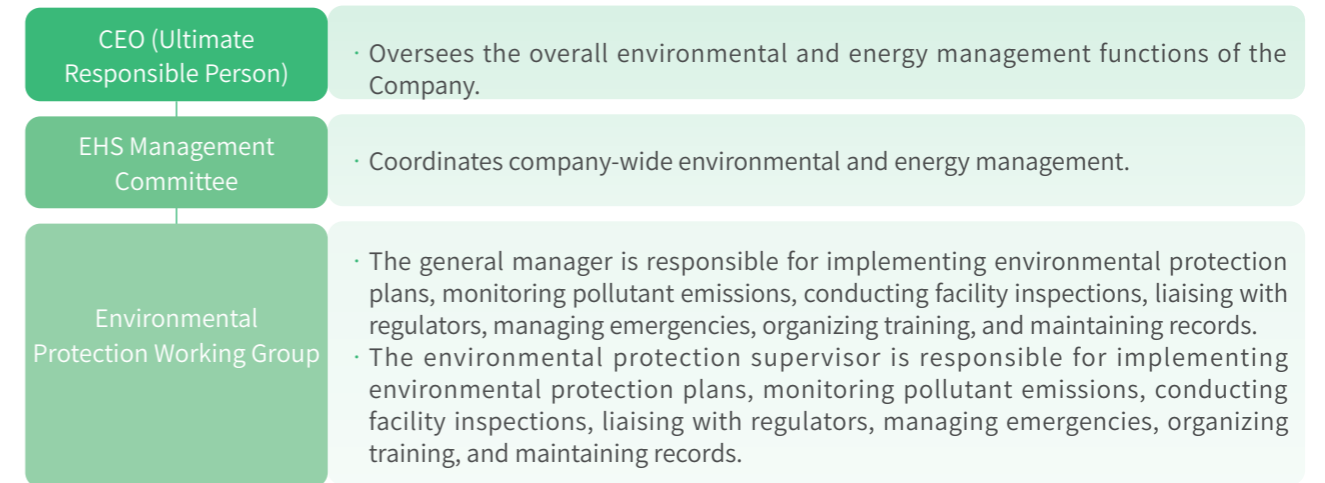 CEO (Ultimate
Responsible Person)
· Oversees the overall environmental and energy management functions of the
Company.
EHS Management
Committee
· Coordinates company-wide environmental and energy management.
Environmental
Protection Working Group
· The general manager is responsible for implementing environmental protection
plans, monitoring pollutant emissions, conducting facility inspections, liaising with
regulators, managing emergencies, organizing training, and maintaining records.
· The environmental protection supervisor is responsible for implementing
environmental protection plans, monitoring pollutant emissions, conducting
facility inspections, liaising with regulators, managing emergencies, organizing
training, and maintaining records.